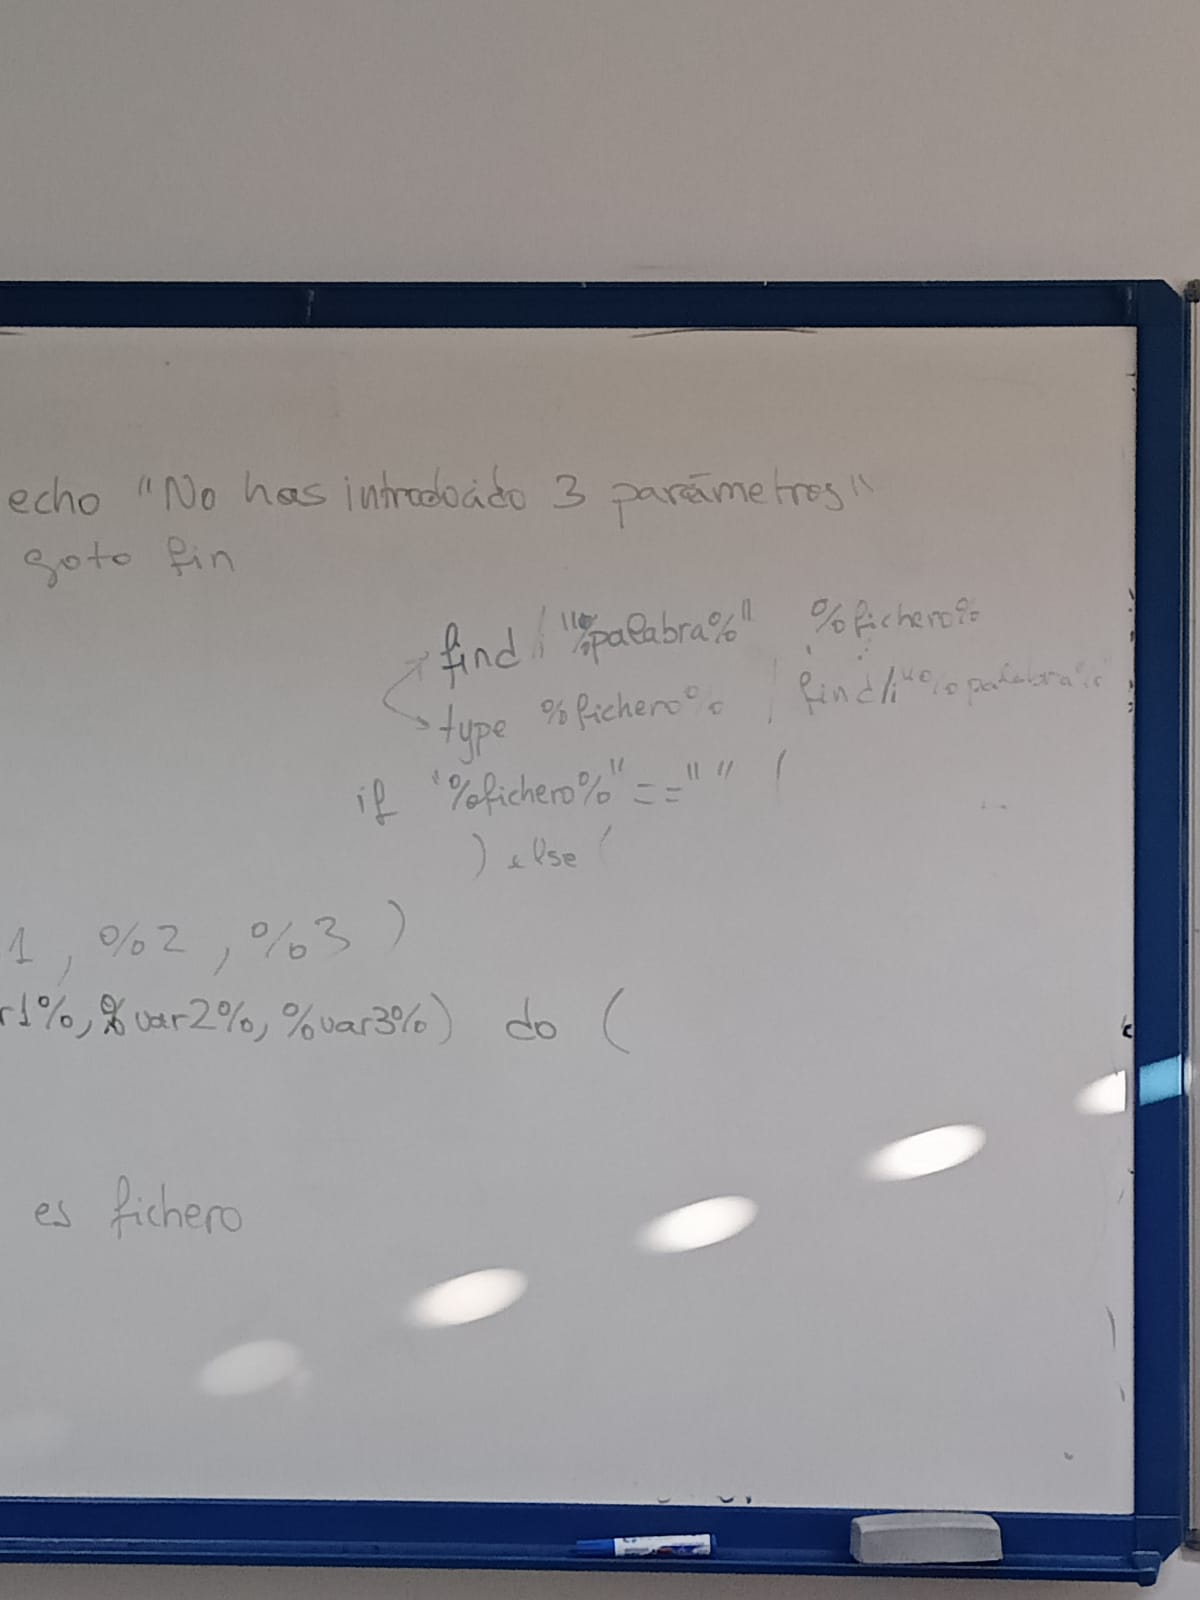 echo "No has introducido 3 parámetros"
goto fin
find "%palabra%" %fichero%
type %fichero% | find /i "%palabra%"
if "%fichero%"=="" (
) else (
1, %2, %3 )
r1%, %var2%, %var3%) do (
es fichero